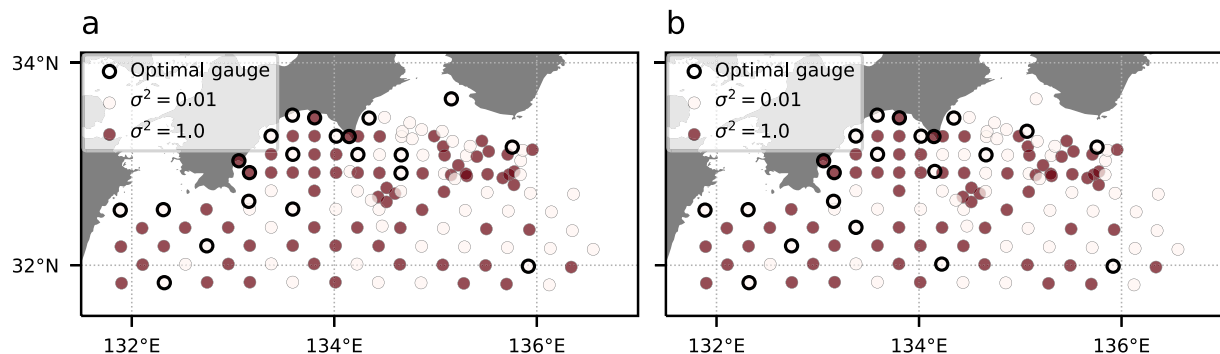 a
34°N
32°N
Optimal gauge
σ² = 0.01
σ² = 1.0
132°E
134°E
136°E
b
Optimal gauge
σ² = 0.01
σ² = 1.0
132°E
134°E
136°E